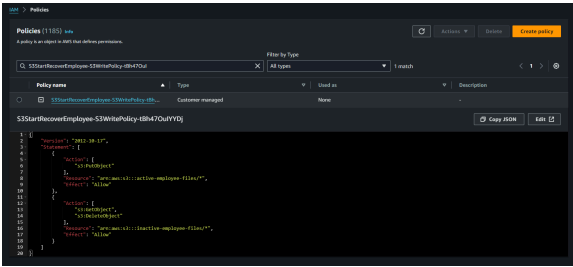 IAM > Policies
Policies (1185) Info
A policy is an object in AWS that defines permissions.
Actions
Delete
Create policy
Filter by Type
S3StartRecoverEmployee-S3WritePolicy-tBh47Oul
All types
1 match
1
Policy name
Type
Used as
Description
S3StartRecoverEmployee-S3WritePolicy-tBh...
Customer managed
None
-
S3StartRecoverEmployee-S3WritePolicy-tBh47OulYYDj
Copy JSON
Edit
1 {
2 "Version": "2012-10-17",
3 "Statement": [
4 {
5 "Action": [
6 "s3:PutObject"
7 ],
8 "Resource": "arn:aws:s3:::active-employee-files/*",
9 "Effect": "Allow"
10 },
11 {
12 "Action": [
13 "s3:GetObject",
14 "s3:DeleteObject"
15 ],
16 "Resource": "arn:aws:s3:::inactive-employee-files/*",
17 "Effect": "Allow"
18 }
19 ]
20 }